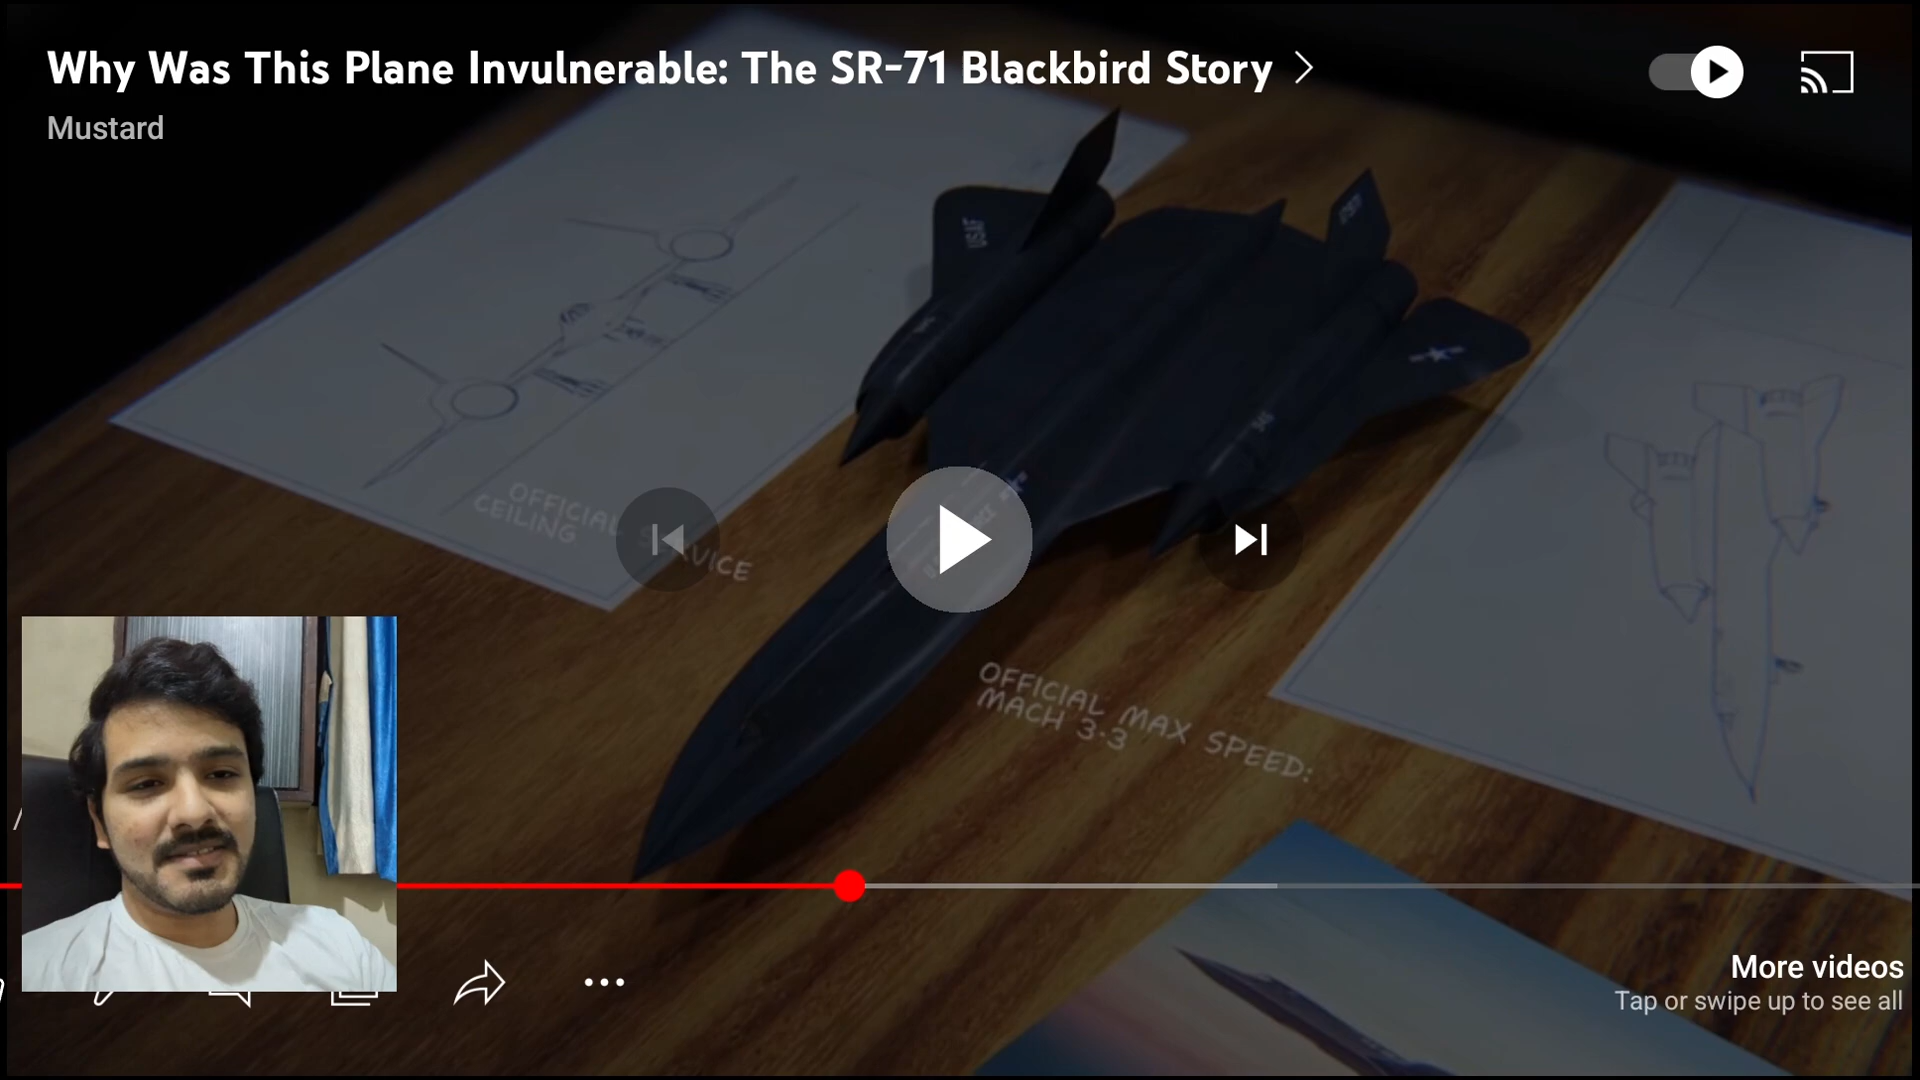 Why Was This Plane Invulnerable: The SR-71 Blackbird Story
Mustard
USAF
OFFICIAL SERVICE
CEILING
OFFICIAL MAX SPEED:
MACH 3.3
More videos
Tap or swipe up to see all